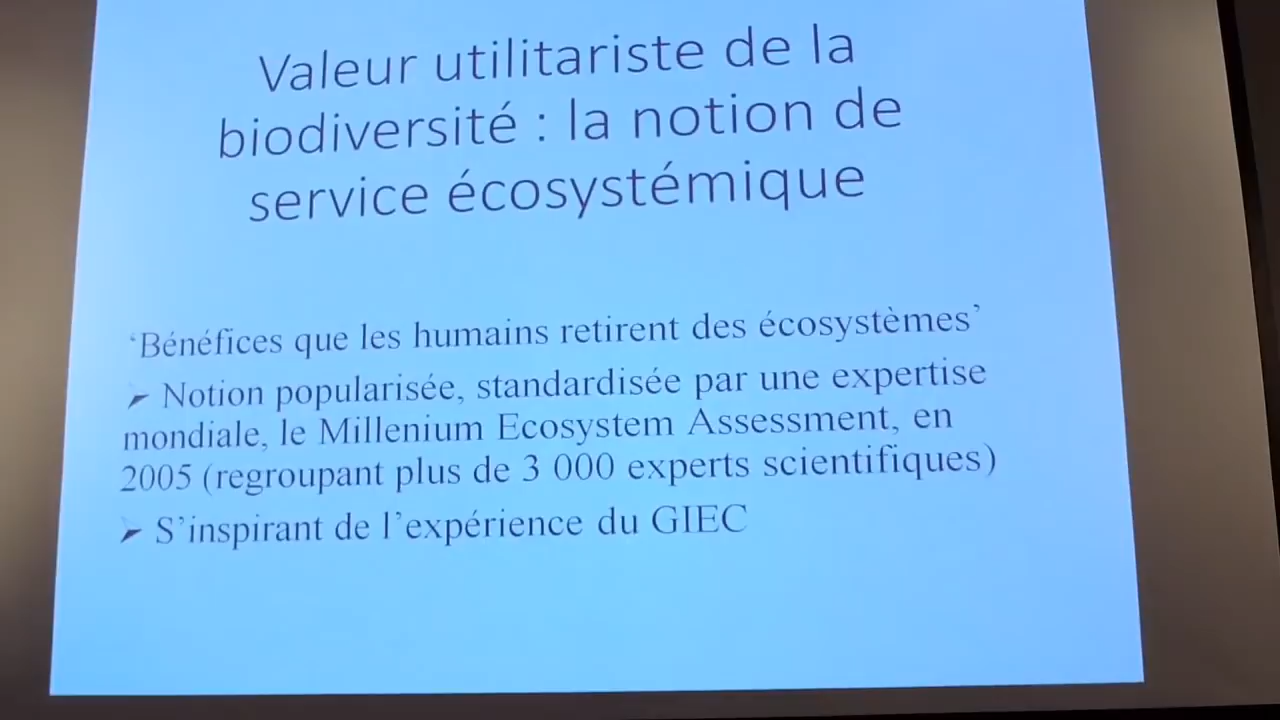 Valeur utilitariste de la
biodiversité : la notion de
service écosystémique
‘Bénéfices que les humains retirent des écosystèmes’
➢ Notion popularisée, standardisée par une expertise
mondiale, le Millenium Ecosystem Assessment, en
2005 (regroupant plus de 3 000 experts scientifiques)
➢ S’inspirant de l’expérience du GIEC